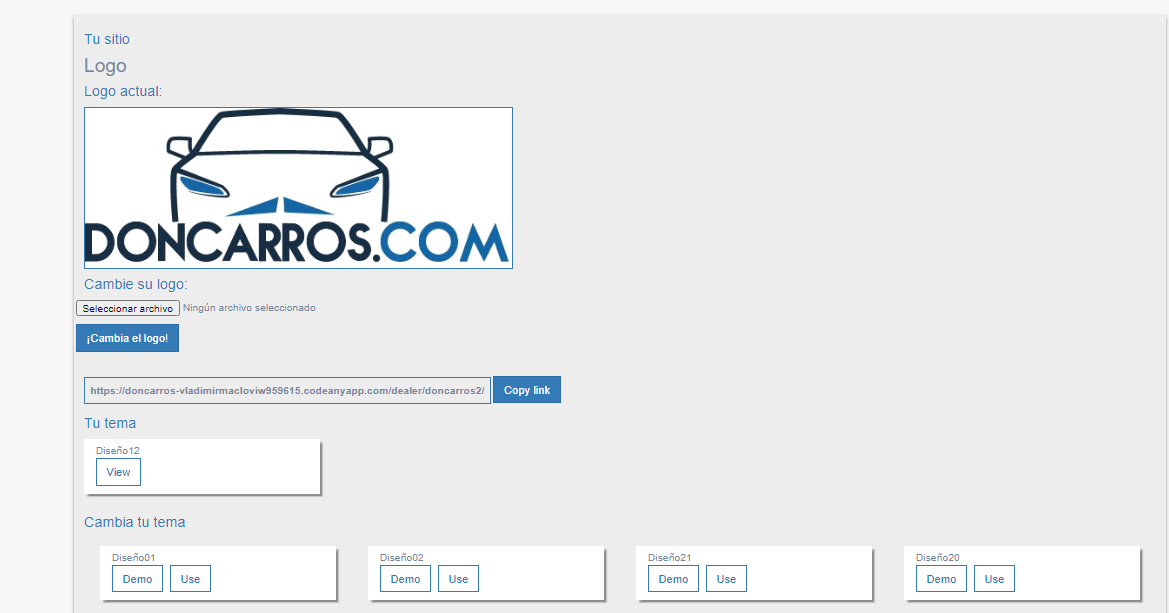 Tu sitio
Logo
Logo actual:
DONCARROS.COM
Cambie su logo:
Seleccionar archivo Ningún archivo seleccionado
¡Cambia el logo!
https://doncarros-vladimirmacloviw959615.codeanyapp.com/dealer/doncarros2/ Copy link
Tu tema
Diseño12
View
Cambia tu tema
Diseño01 Diseño02 Diseño21 Diseño20
Demo Use Demo Use Demo Use Demo Use